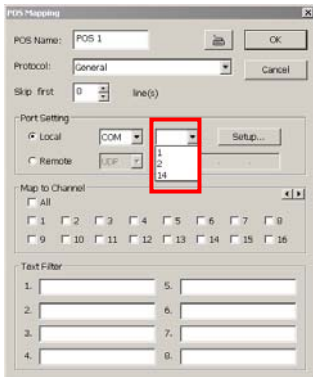 POS Mapping
POS Name: POS 1 OK
Protocol: General Cancel
Skip first 0 line(s)
Port Setting
Local COM Setup...
1
2
14
Remote UDP . .
Map to Channel
All
1 2 3 4 5 6 7 8
9 10 11 12 13 14 15 16
Text Filter
1. 5.
2. 6.
3. 7.
4. 8.